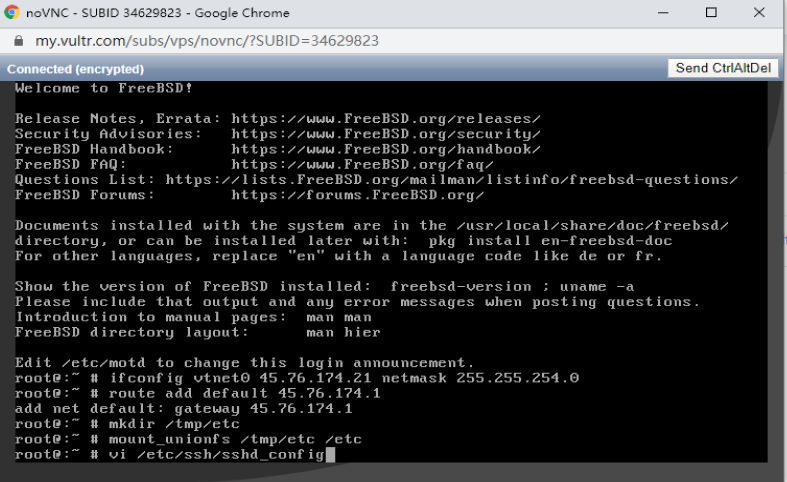 noVNC - SUBID 34629823 - Google Chrome
my.vultr.com/subs/vps/novnc/?SUBID=34629823
Connected (encrypted)
Send CtrlAltDel
Welcome to FreeBSD!
Release Notes, Errata: https://www.FreeBSD.org/releases/
Security Advisories:   https://www.FreeBSD.org/security/
FreeBSD Handbook:      https://www.FreeBSD.org/handbook/
FreeBSD FAQ:           https://www.FreeBSD.org/faq/
Questions List: https://lists.FreeBSD.org/mailman/listinfo/freebsd-questions/
FreeBSD Forums:        https://forums.FreeBSD.org/
Documents installed with the system are in the /usr/local/share/doc/freebsd/
directory, or can be installed later with:  pkg install en-freebsd-doc
For other languages, replace "en" with a language code like de or fr.
Show the version of FreeBSD installed:  freebsd-version ; uname -a
Please include that output and any error messages when posting questions.
Introduction to manual pages:  man man
FreeBSD directory layout:      man hier
Edit /etc/motd to change this login announcement.
root@:~ # ifconfig vtnet0 45.76.174.21 netmask 255.255.254.0
root@:~ # route add default 45.76.174.1
add net default: gateway 45.76.174.1
root@:~ # mkdir /tmp/etc
root@:~ # mount_unionfs /tmp/etc /etc
root@:~ # vi /etc/ssh/sshd_config